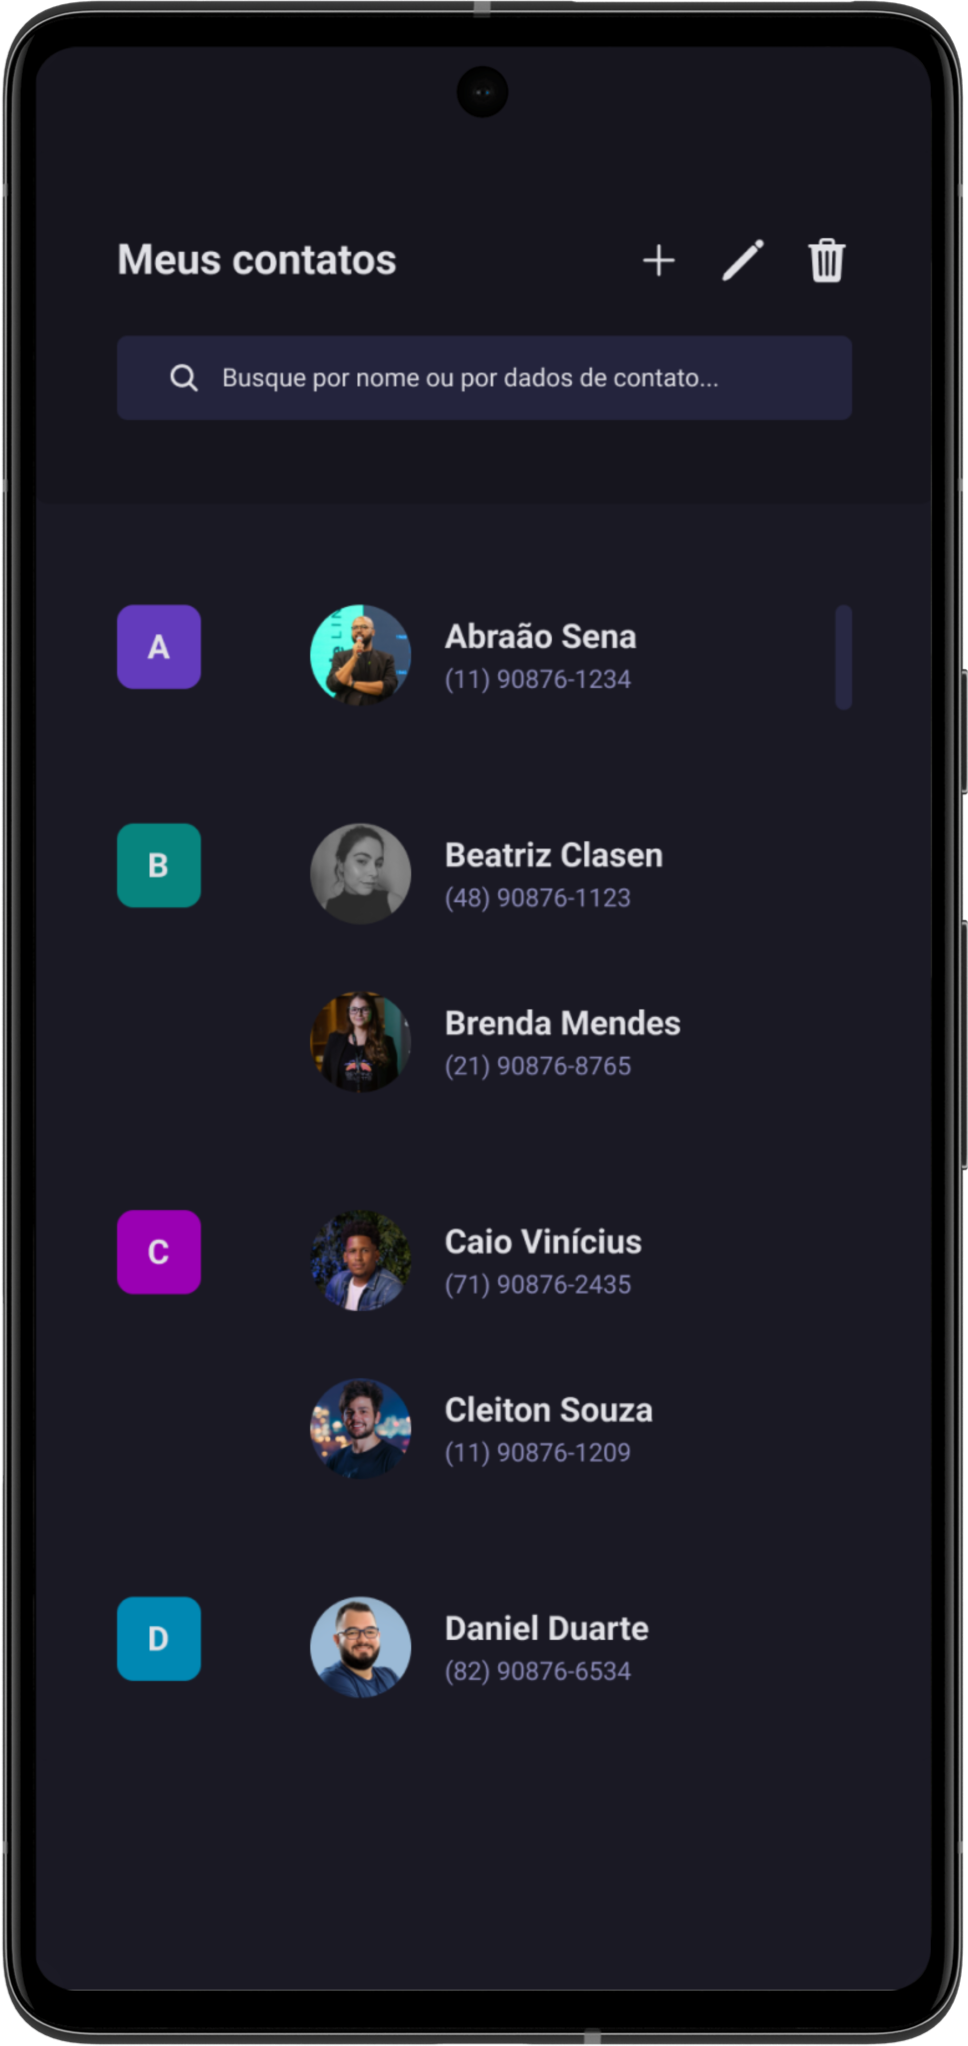 Meus contatos
Busque por nome ou por dados de contato...
A
Abraão Sena
(11) 90876-1234
B
Beatriz Clasen
(48) 90876-1123
Brenda Mendes
(21) 90876-8765
C
Caio Vinícius
(71) 90876-2435
Cleiton Souza
(11) 90876-1209
D
Daniel Duarte
(82) 90876-6534